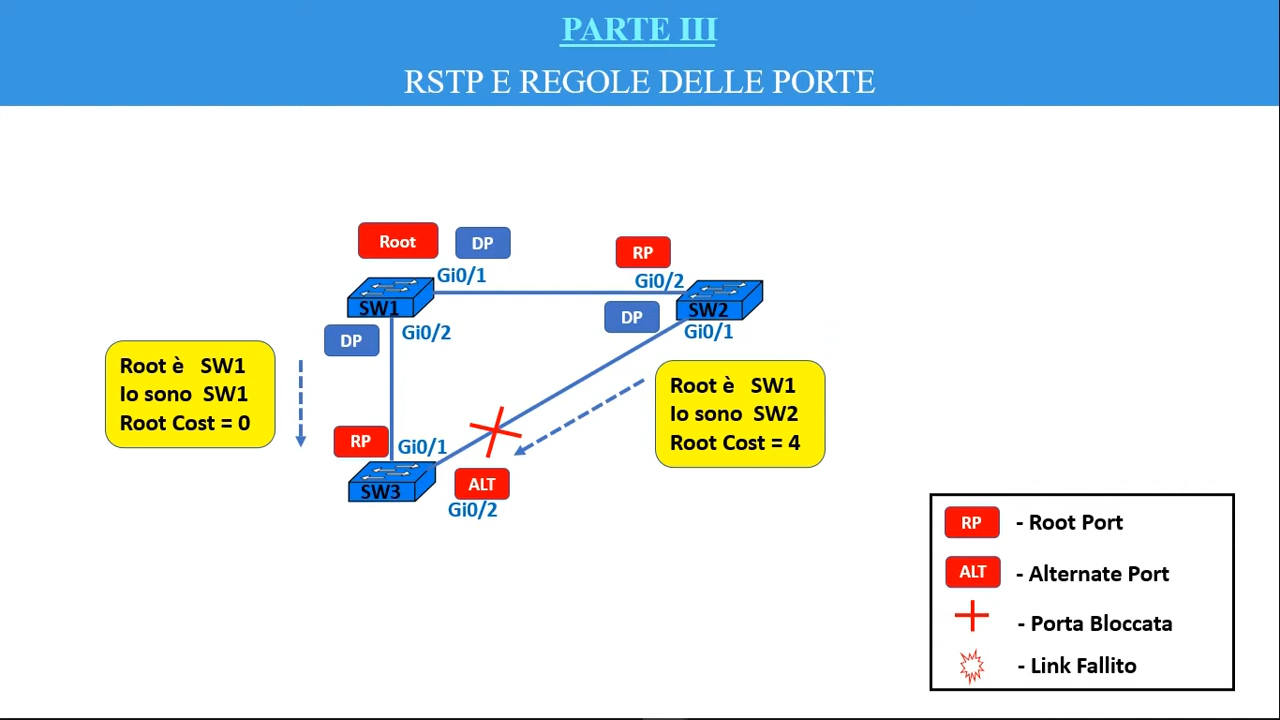 PARTE III
RSTP E REGOLE DELLE PORTE
Root
DP
RP
Gi0/1
Gi0/2
SW1
SW2
DP
DP
Gi0/2
Gi0/1
Root è SW1
Io sono SW1
Root Cost = 0
Root è SW1
Io sono SW2
Root Cost = 4
RP
Gi0/1
SW3
ALT
Gi0/2
RP - Root Port
ALT - Alternate Port
- Porta Bloccata
- Link Fallito